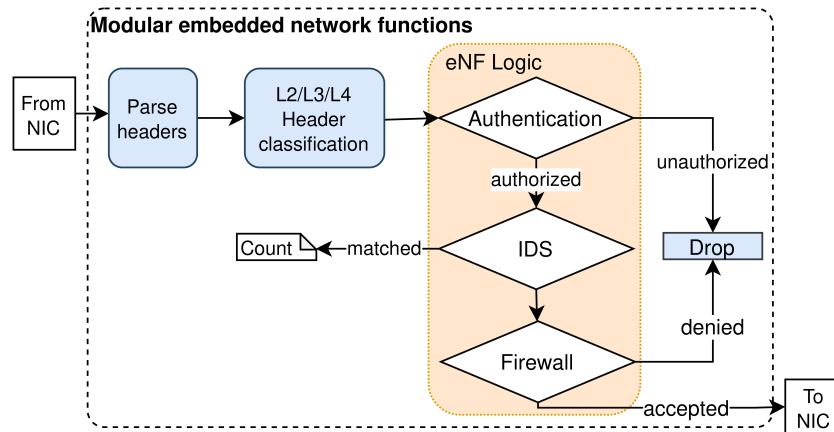 Modular embedded network functions
eNF Logic
From
NIC
Parse
headers
L2/L3/L4
Header
classification
Authentication
unauthorized
authorized
Count
matched
IDS
Drop
denied
Firewall
accepted
To
NIC